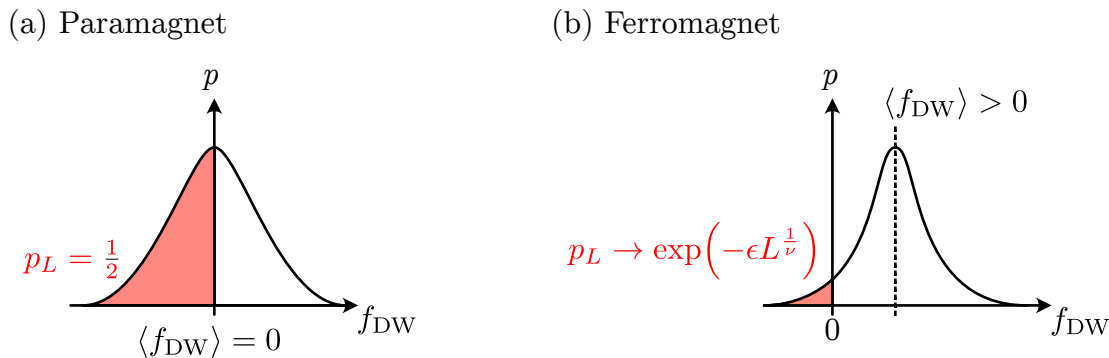 (a) Paramagnet
p
p_L = 1/2
f_DW
⟨f_DW⟩ = 0
(b) Ferromagnet
p
⟨f_DW⟩ > 0
p_L → exp(−ϵL^{1/ν})
0
f_DW